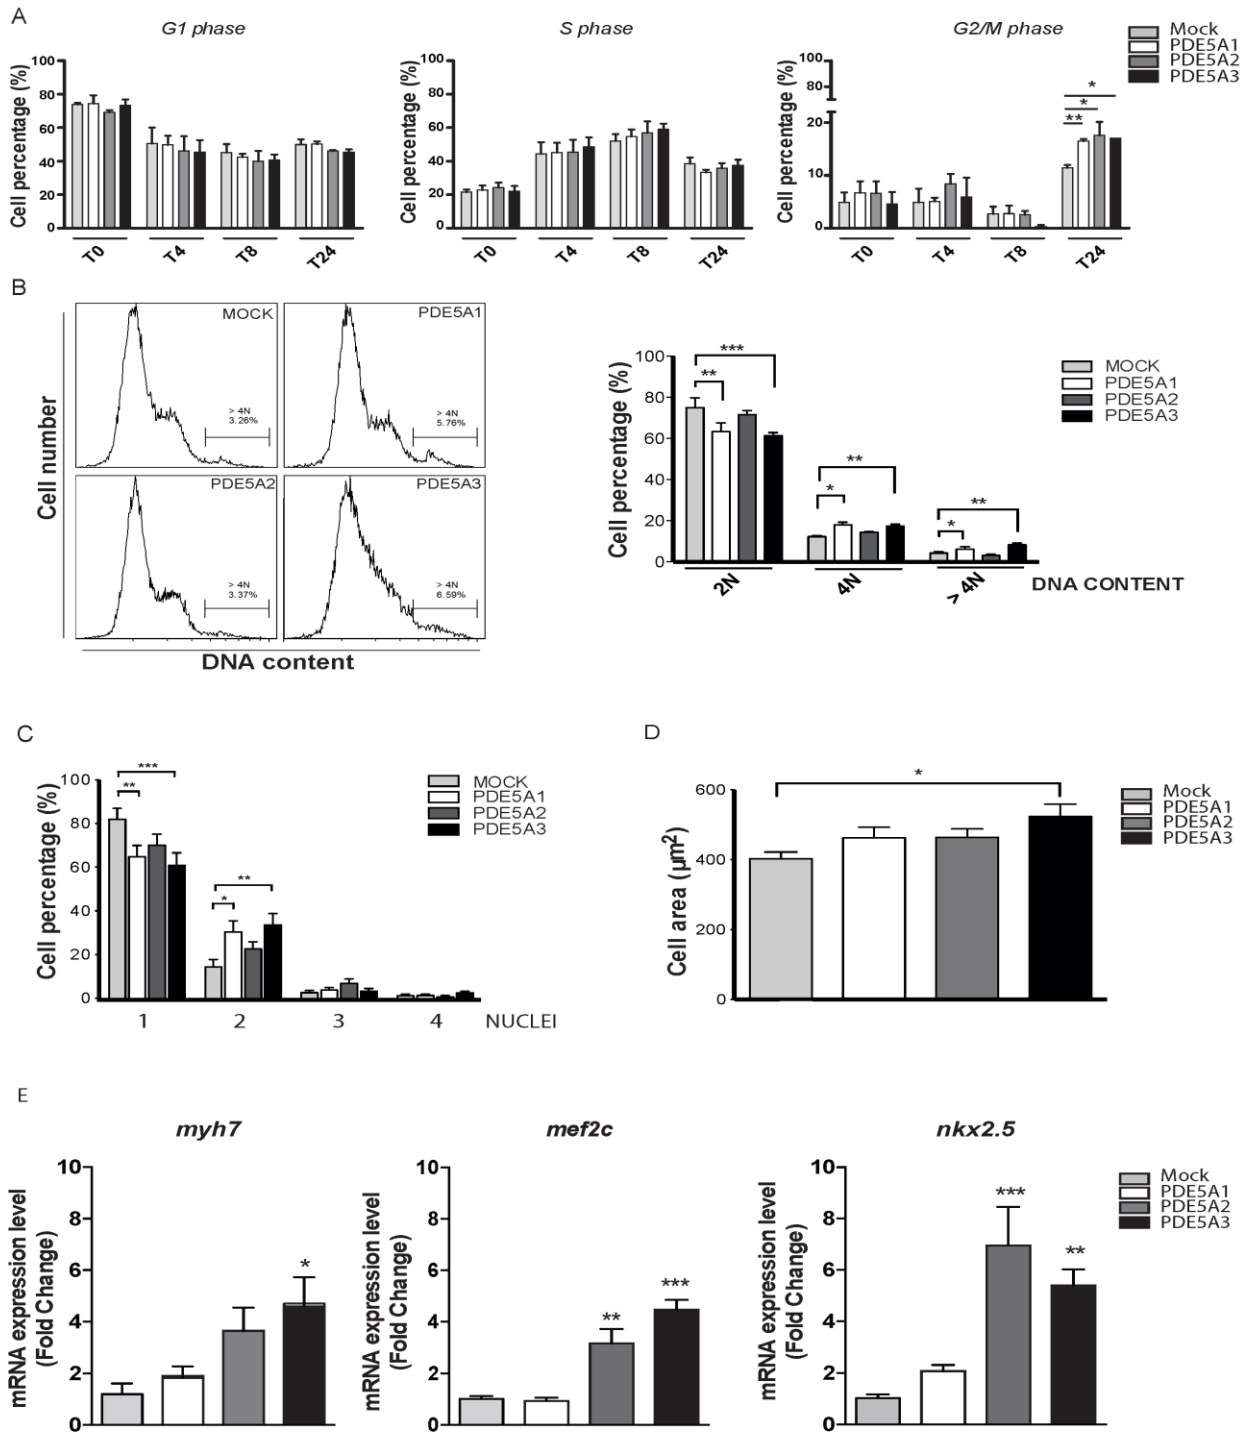 A
G1 phase
S phase
G2/M phase
Mock
PDE5A1
PDE5A2
PDE5A3
Cell percentage (%)
100
80
60
40
20
0
T0
T4
T8
T24
Cell percentage (%)
100
80
60
40
20
0
T0
T4
T8
T24
Cell percentage (%)
100
80
20
10
0
**
*
*
T0
T4
T8
T24
B
Cell number
MOCK
> 4N
3.26%
PDE5A1
> 4N
5.76%
PDE5A2
> 4N
3.37%
PDE5A3
> 4N
6.59%
DNA content
Cell percentage (%)
100
80
60
40
20
0
***
**
**
*
**
*
2N
4N
> 4N
DNA CONTENT
MOCK
PDE5A1
PDE5A2
PDE5A3
C
Cell percentage (%)
100
80
60
40
20
0
***
**
**
*
1 2 3 4 NUCLEI
MOCK
PDE5A1
PDE5A2
PDE5A3
D
Cell area (µm2)
600
400
200
0
*
Mock
PDE5A1
PDE5A2
PDE5A3
E
myh7
mRNA expression level
(Fold Change)
10
8
6
4
2
0
*
mef2c
mRNA expression level
(Fold Change)
10
8
6
4
2
0
**
***
nkx2.5
mRNA expression level
(Fold Change)
10
8
6
4
2
0
***
**
Mock
PDE5A1
PDE5A2
PDE5A3